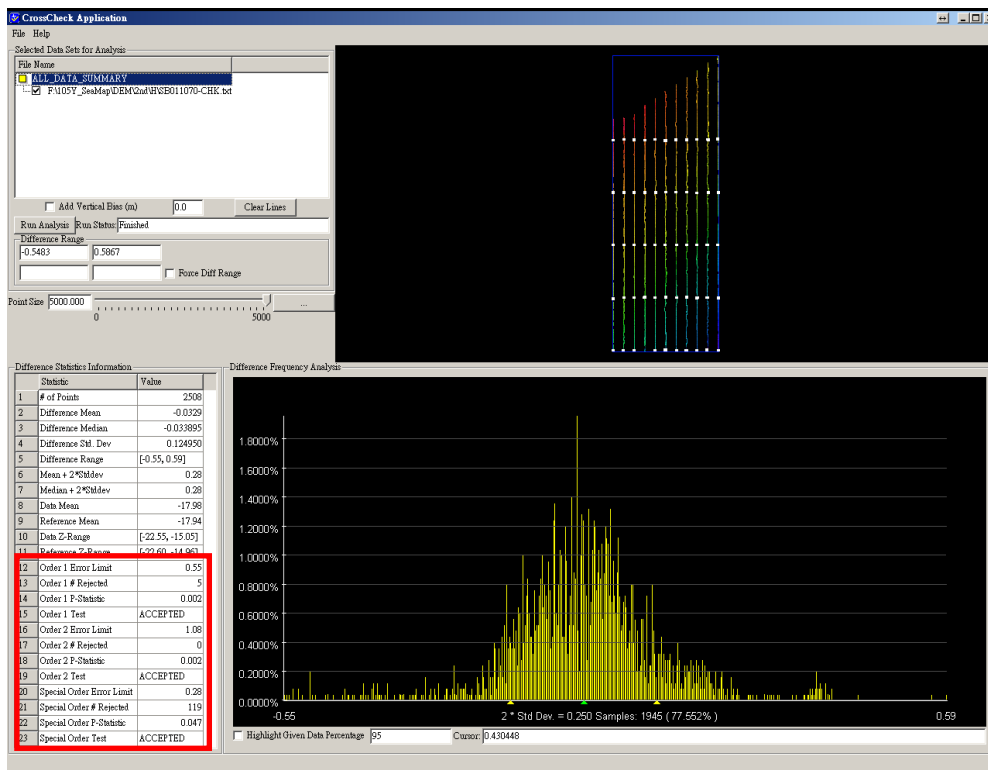 CrossCheck Application
File Help
Selected Data Sets for Analysis
File Name
ALL_DATA_SUMMARY
F:\105Y_SeaMap\DEM\2nd\H\SB011070-CHK.txt
Add Vertical Bias (m) 0.0 Clear Lines
Run Analysis Run Status: Finished
Difference Range
-0.5483 0.5867
Force Diff Range
Point Size 5000.000 ...
0 5000
Difference Statistics Information
Statistic Value
1 # of Points 2508
2 Difference Mean -0.0329
3 Difference Median -0.033895
4 Difference Std. Dev 0.124950
5 Difference Range [-0.55, 0.59]
6 Mean + 2*Stddev 0.28
7 Median + 2*Stddev 0.28
8 Data Mean -17.98
9 Reference Mean -17.94
10 Data Z-Range [-22.55, -15.05]
11 Reference Z-Range [-22.60, -14.96]
12 Order 1 Error Limit 0.55
13 Order 1 # Rejected 5
14 Order 1 P-Statistic 0.002
15 Order 1 Test ACCEPTED
16 Order 2 Error Limit 1.08
17 Order 2 # Rejected 0
18 Order 2 P-Statistic 0.002
19 Order 2 Test ACCEPTED
20 Special Order Error Limit 0.28
21 Special Order # Rejected 119
22 Special Order P-Statistic 0.047
23 Special Order Test ACCEPTED
Difference Frequency Analysis
1.8000%
1.6000%
1.4000%
1.2000%
1.0000%
0.8000%
0.6000%
0.4000%
0.2000%
0.0000%
-0.55 2 * Std Dev. = 0.250 Samples: 1945 ( 77.552% ) 0.59
Highlight Given Data Percentage 95 Cursor: 0.430448